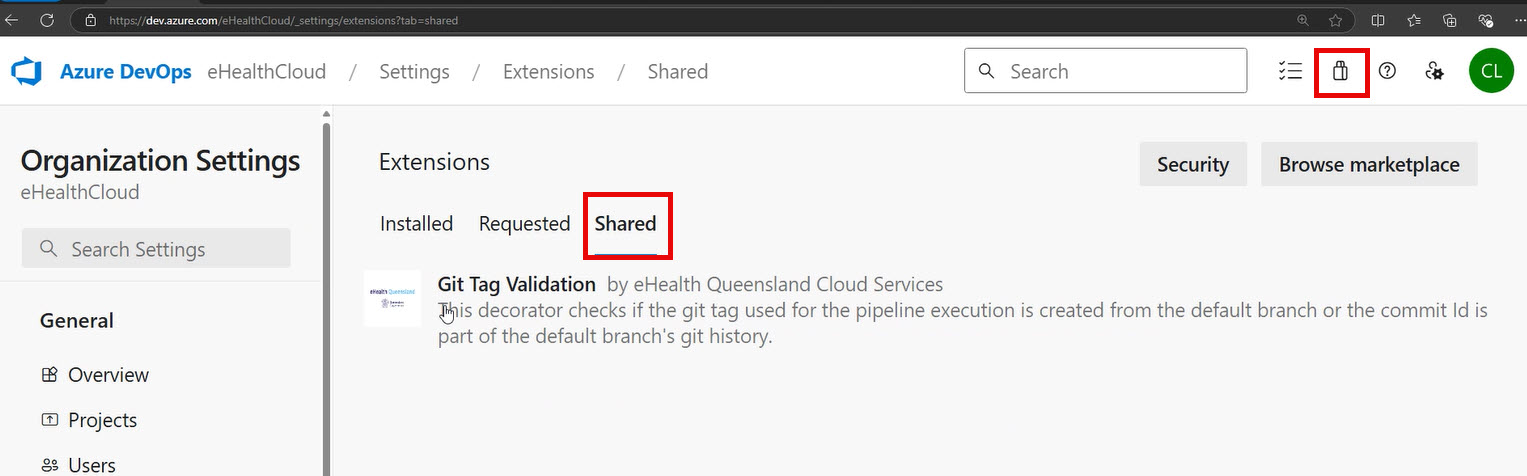 https://dev.azure.com/eHealthCloud/_settings/extensions?tab=shared
Azure DevOps eHealthCloud / Settings / Extensions / Shared
Search
CL
Organization Settings
eHealthCloud
Search Settings
General
Overview
Projects
Users
Extensions
Security
Browse marketplace
Installed Requested Shared
eHealth Queensland
Git Tag Validation by eHealth Queensland Cloud Services
This decorator checks if the git tag used for the pipeline execution is created from the default branch or the commit Id is
part of the default branch's git history.